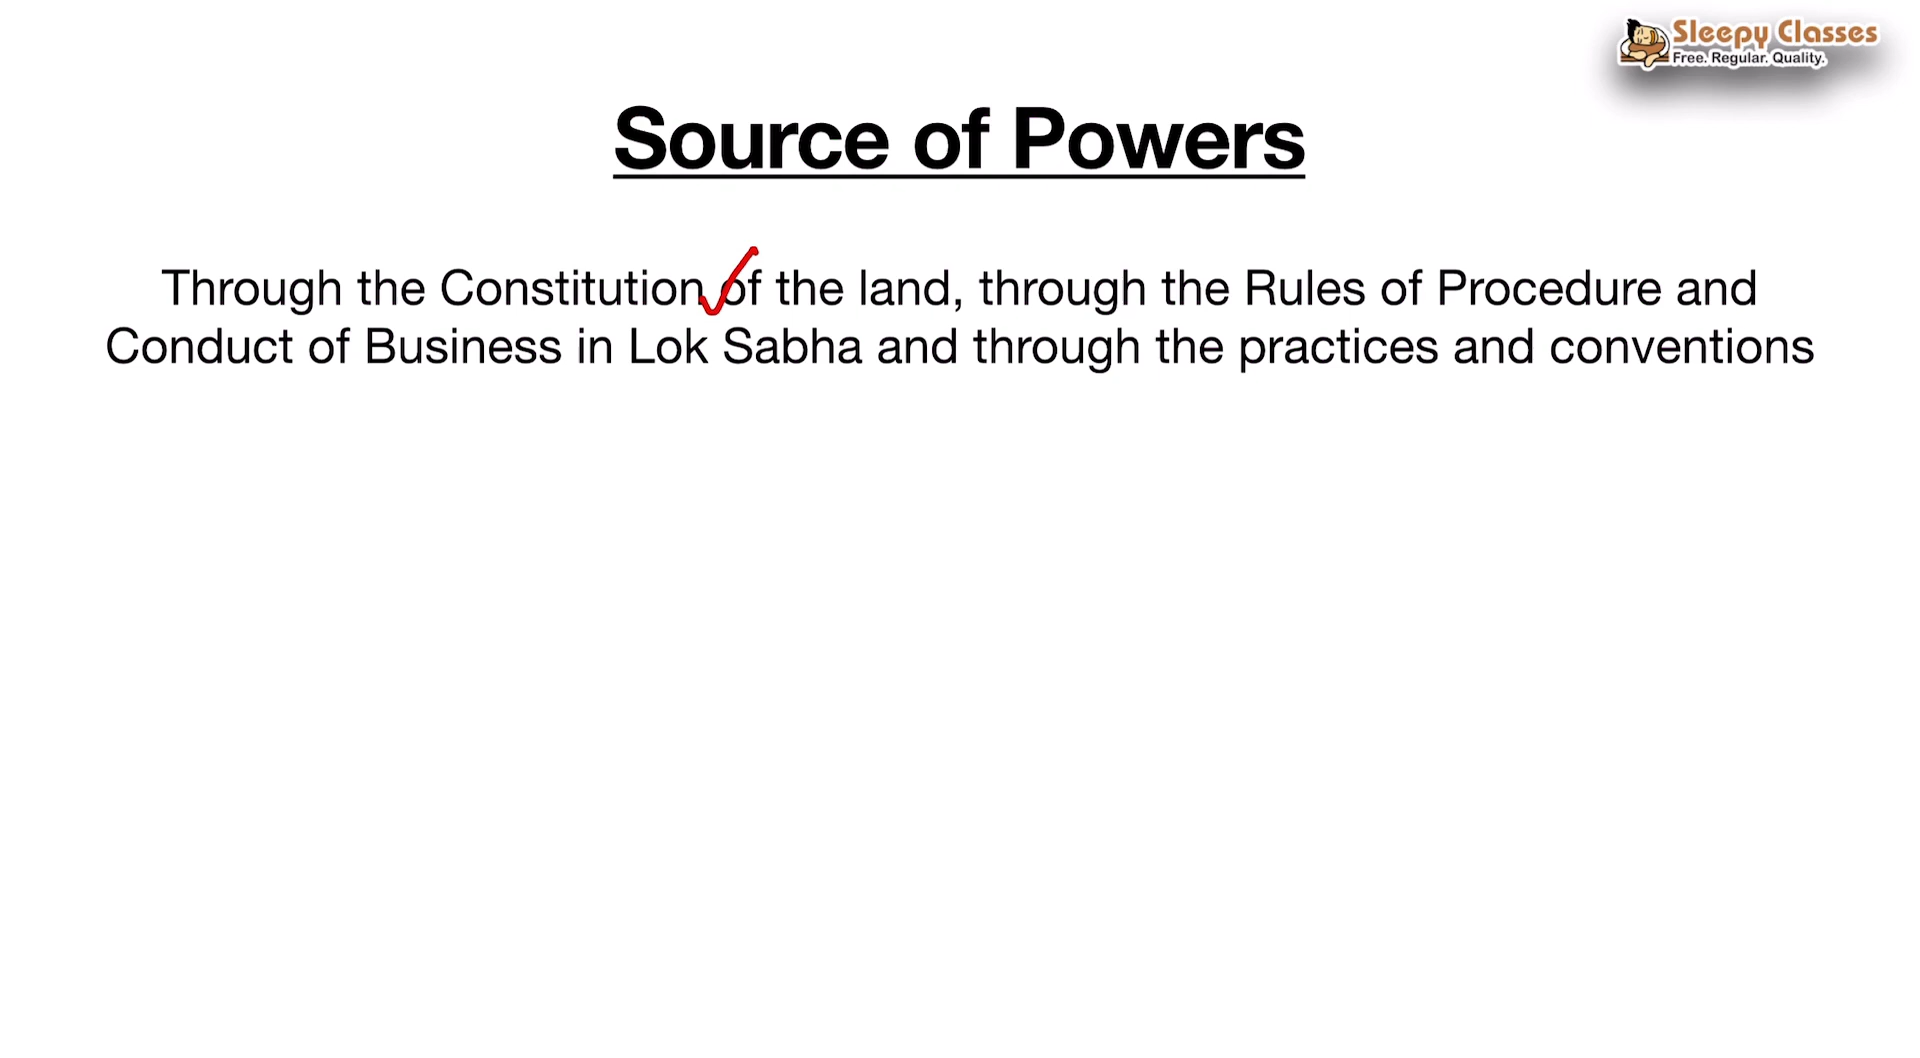 Sleepy Classes
Free. Regular. Quality.
Source of Powers
Through the Constitution of the land, through the Rules of Procedure and
Conduct of Business in Lok Sabha and through the practices and conventions